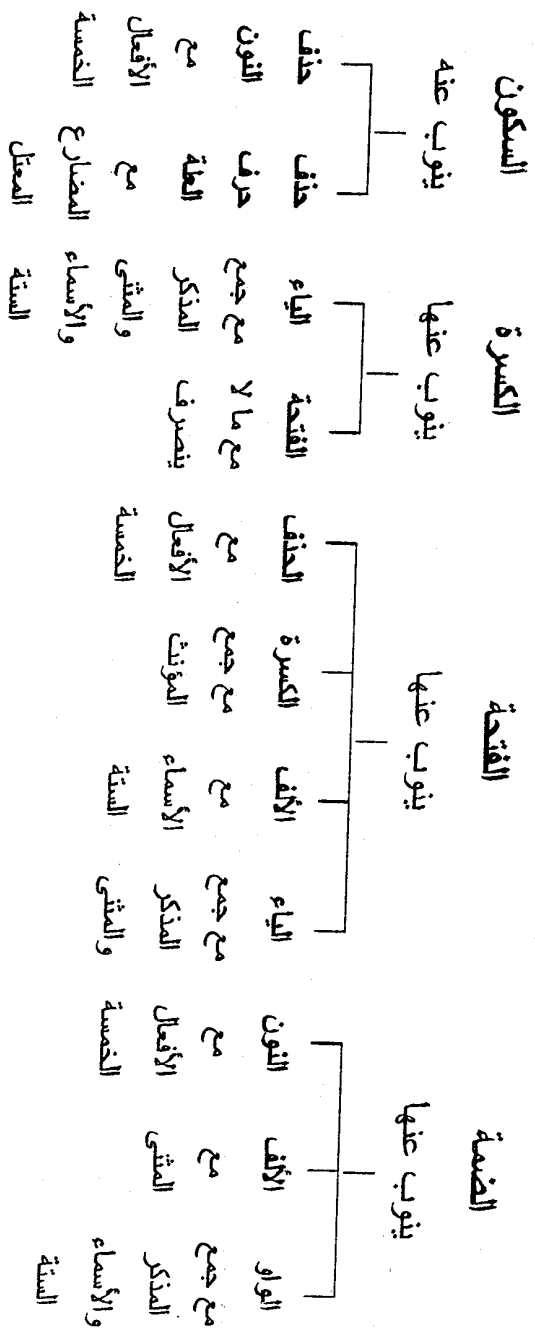 الضمة
ينوب عنها
الواو
مع جمع
المذكر
والأسماء
الستة
الألف
مع
المثنى
النون
مع
الأفعال
الخمسة
الفتحة
ينوب عنها
الياء
مع جمع
المذكر
والمثنى
الألف
مع
الأسماء
الستة
الكسرة
مع جمع
المؤنث
الحذف
مع
الأفعال
الخمسة
الكسرة
ينوب عنها
الفتحة
مع ما لا
ينصرف
الياء
مع جمع
المذكر
والمثنى
والأسماء
الستة
السكون
ينوب عنه
حذف
حرف
العلة
مع
المضارع
المعتل
حذف
النون
مع
الأفعال
الخمسة